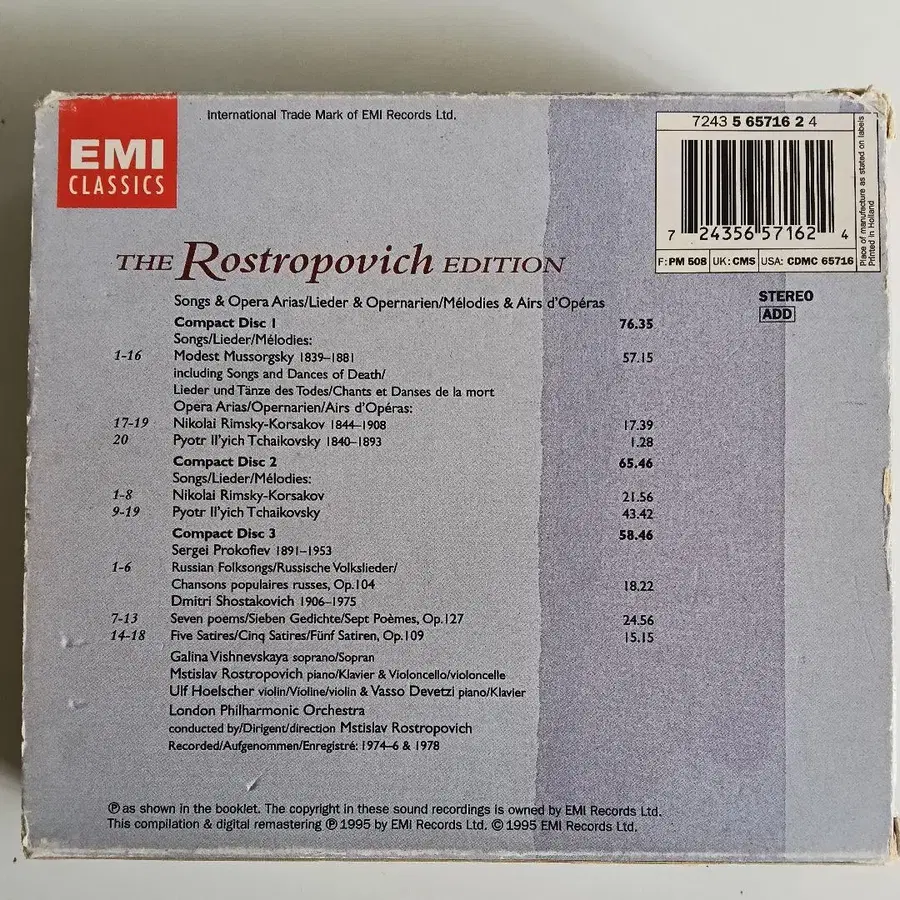 International Trade Mark of EMI Records Ltd.
EMI
CLASSICS
7243 5 65716 2 4
7 24356 57162 4
F: PM 508 UK: CMS USA: CDMC 65716
Place of manufacture as stated on labels
Printed in Holland
THE Rostropovich EDITION
STEREO
ADD
Songs & Opera Arias/Lieder & Opernarien/Mélodies & Airs d'Opéras
Compact Disc 1 76.35
Songs/Lieder/Mélodies:
1-16 Modest Mussorgsky 1839–1881 57.15
including Songs and Dances of Death/
Lieder und Tänze des Todes/Chants et Danses de la mort
Opera Arias/Opernarien/Airs d'Opéras:
17-19 Nikolai Rimsky-Korsakov 1844–1908 17.39
20 Pyotr Il'yich Tchaikovsky 1840–1893 1.28
Compact Disc 2 65.46
Songs/Lieder/Mélodies:
1-8 Nikolai Rimsky-Korsakov 21.56
9-19 Pyotr Il'yich Tchaikovsky 43.42
Compact Disc 3 58.46
Sergei Prokofiev 1891–1953
1-6 Russian Folksongs/Russische Volkslieder/
Chansons populaires russes, Op.104 18.22
Dmitri Shostakovich 1906–1975
7-13 Seven poems/Sieben Gedichte/Sept Poèmes, Op.127 24.56
14-18 Five Satires/Cinq Satires/Fünf Satiren, Op.109 15.15
Galina Vishnevskaya soprano/Sopran
Mstislav Rostropovich piano/Klavier & Violoncello/violoncelle
Ulf Hoelscher violin/Violine/violin & Vasso Devetzi piano/Klavier
London Philharmonic Orchestra
conducted by/Dirigent/direction Mstislav Rostropovich
Recorded/Aufgenommen/Enregistré: 1974–6 & 1978
℗ as shown in the booklet. The copyright in these sound recordings is owned by EMI Records Ltd.
This compilation & digital remastering ℗ 1995 by EMI Records Ltd. © 1995 EMI Records Ltd.